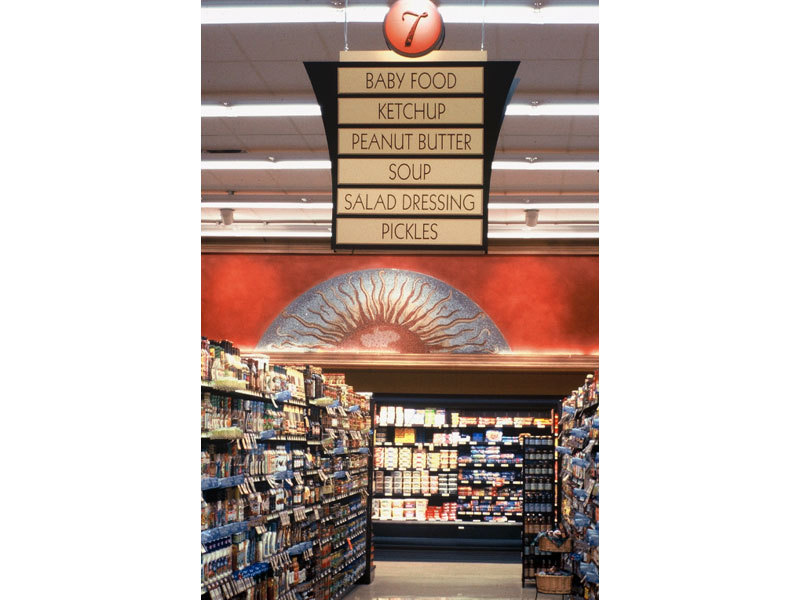 7
BABY FOOD
KETCHUP
PEANUT BUTTER
SOUP
SALAD DRESSING
PICKLES